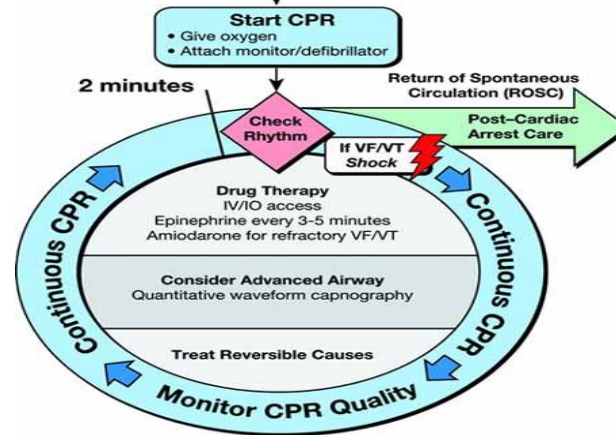 Start CPR
• Give oxygen
• Attach monitor/defibrillator
2 minutes
Return of Spontaneous
Circulation (ROSC)
Check
Rhythm
Post–Cardiac
Arrest Care
If VF/VT
Shock
Drug Therapy
IV/IO access
Epinephrine every 3-5 minutes
Amiodarone for refractory VF/VT
Consider Advanced Airway
Quantitative waveform capnography
Treat Reversible Causes
Continuous CPR
Continuous CPR
Monitor CPR Quality